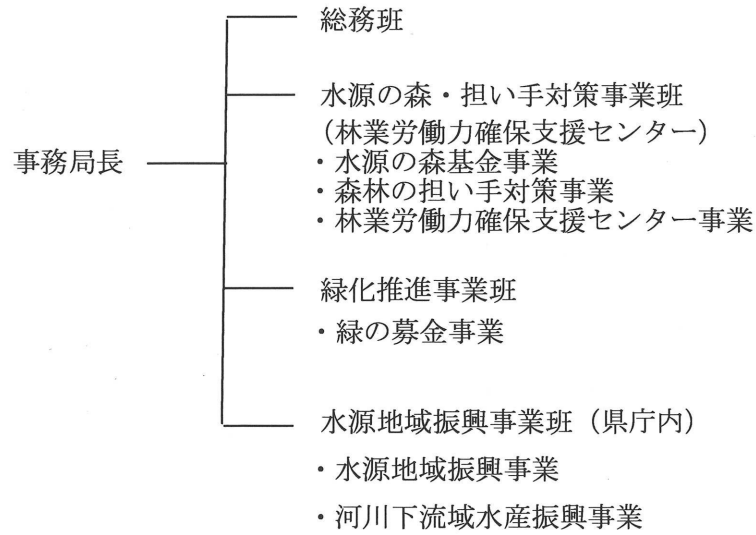 総務班
水源の森・担い手対策事業班
(林業労働力確保支援センター)
事務局長
・水源の森基金事業
・森林の担い手対策事業
・林業労働力確保支援センター事業
緑化推進事業班
・緑の募金事業
水源地域振興事業班(県庁内)
・水源地域振興事業
・河川下流域水産振興事業